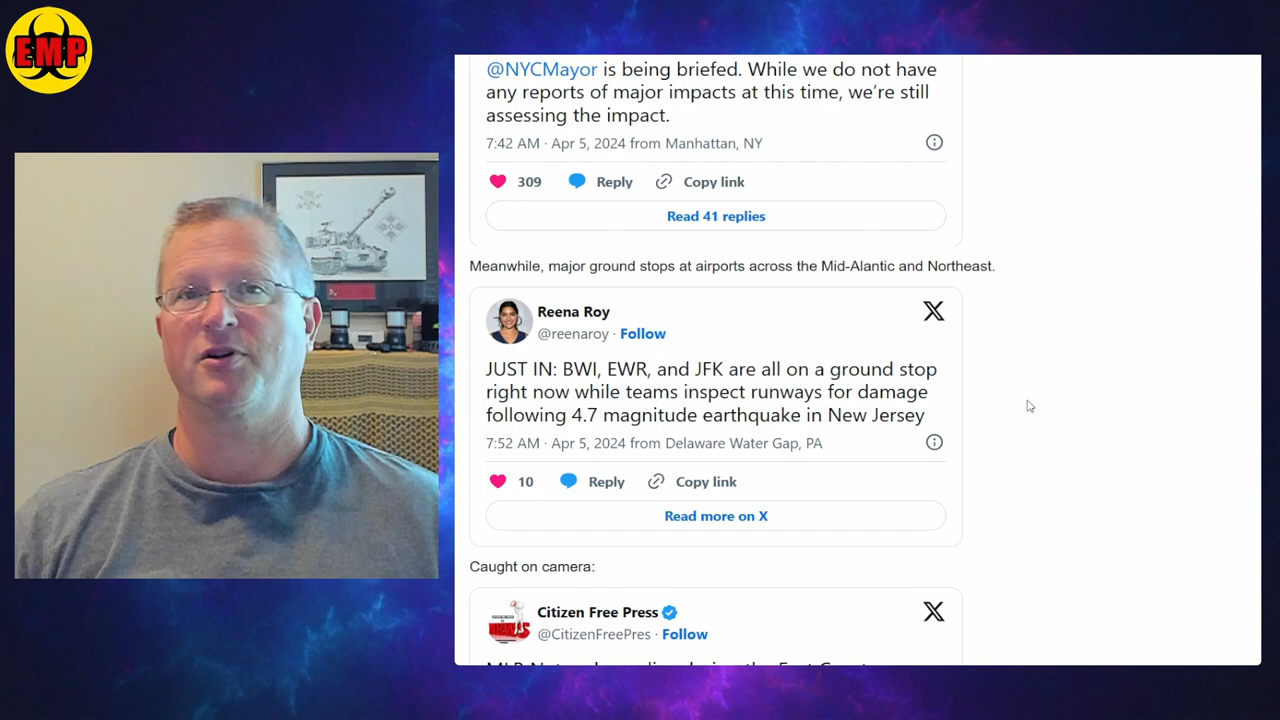 EMP
@NYCMayor is being briefed. While we do not have
any reports of major impacts at this time, we’re still
assessing the impact.
7:42 AM · Apr 5, 2024 from Manhattan, NY
309 Reply Copy link
Read 41 replies
Meanwhile, major ground stops at airports across the Mid-Alantic and Northeast.
Reena Roy
@reenaroy · Follow
JUST IN: BWI, EWR, and JFK are all on a ground stop
right now while teams inspect runways for damage
following 4.7 magnitude earthquake in New Jersey
7:52 AM · Apr 5, 2024 from Delaware Water Gap, PA
10 Reply Copy link
Read more on X
Caught on camera:
Citizen Free Press
@CitizenFreePres · Follow